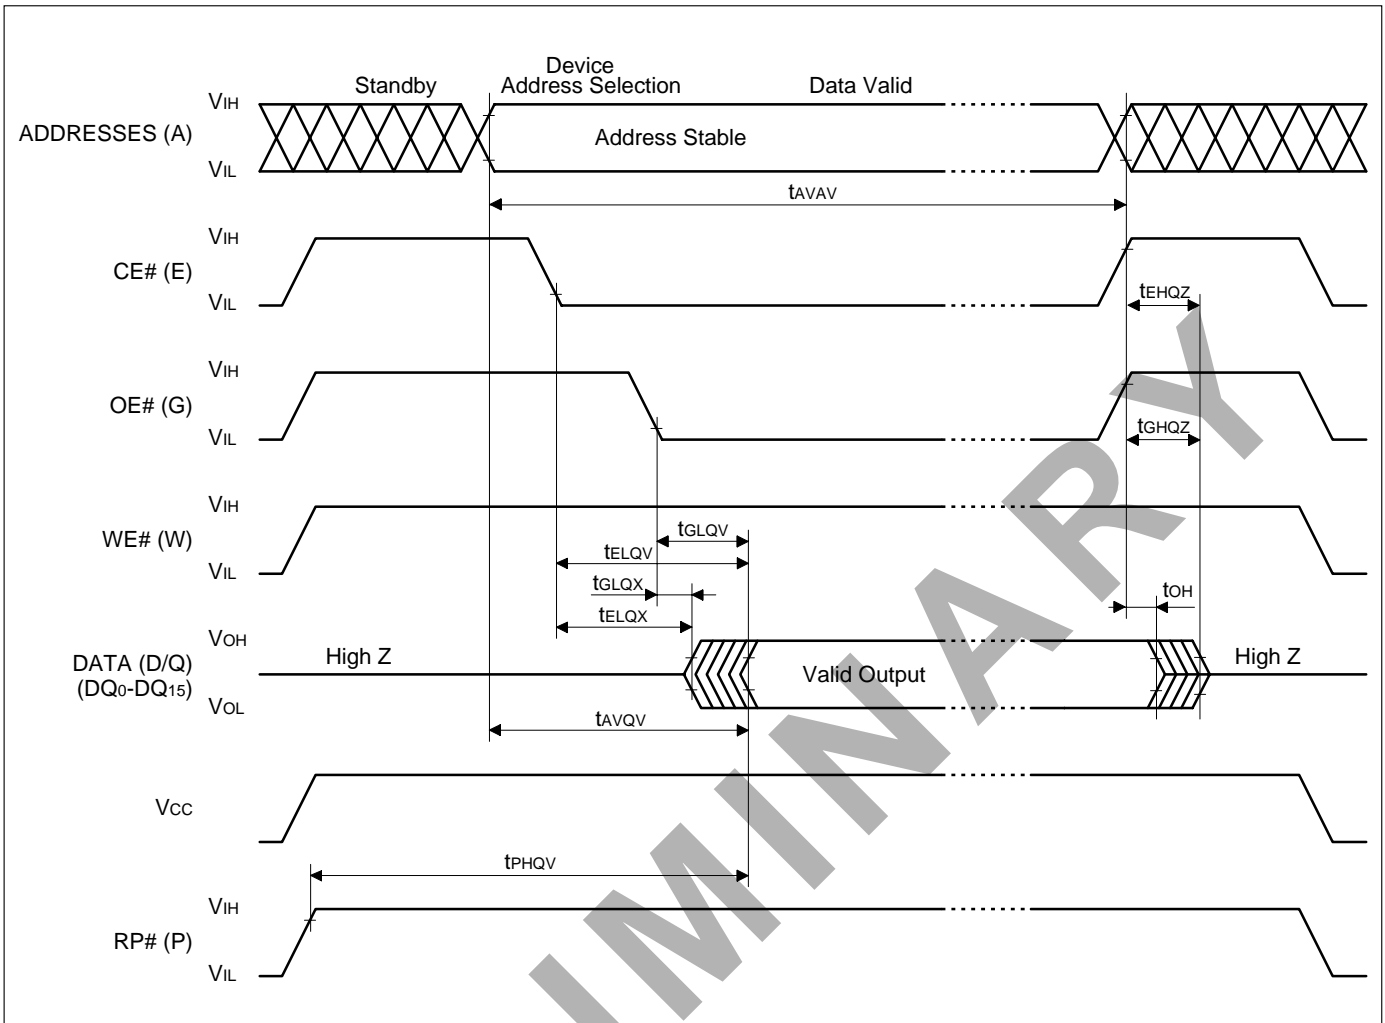 Standby
Device
Address Selection
Data Valid
VIH
ADDRESSES (A)
Address Stable
VIL
tAVAV
VIH
CE# (E)
VIL
tEHQZ
VIH
OE# (G)
VIL
tGHQZ
VIH
WE# (W)
VIL
tGLQV
tELQV
tGLQX
tELQX
tOH
VOH
DATA (D/Q)
(DQ0-DQ15)
High Z
Valid Output
High Z
VOL
tAVQV
VCC
tPHQV
VIH
RP# (P)
VIL
IMINARY